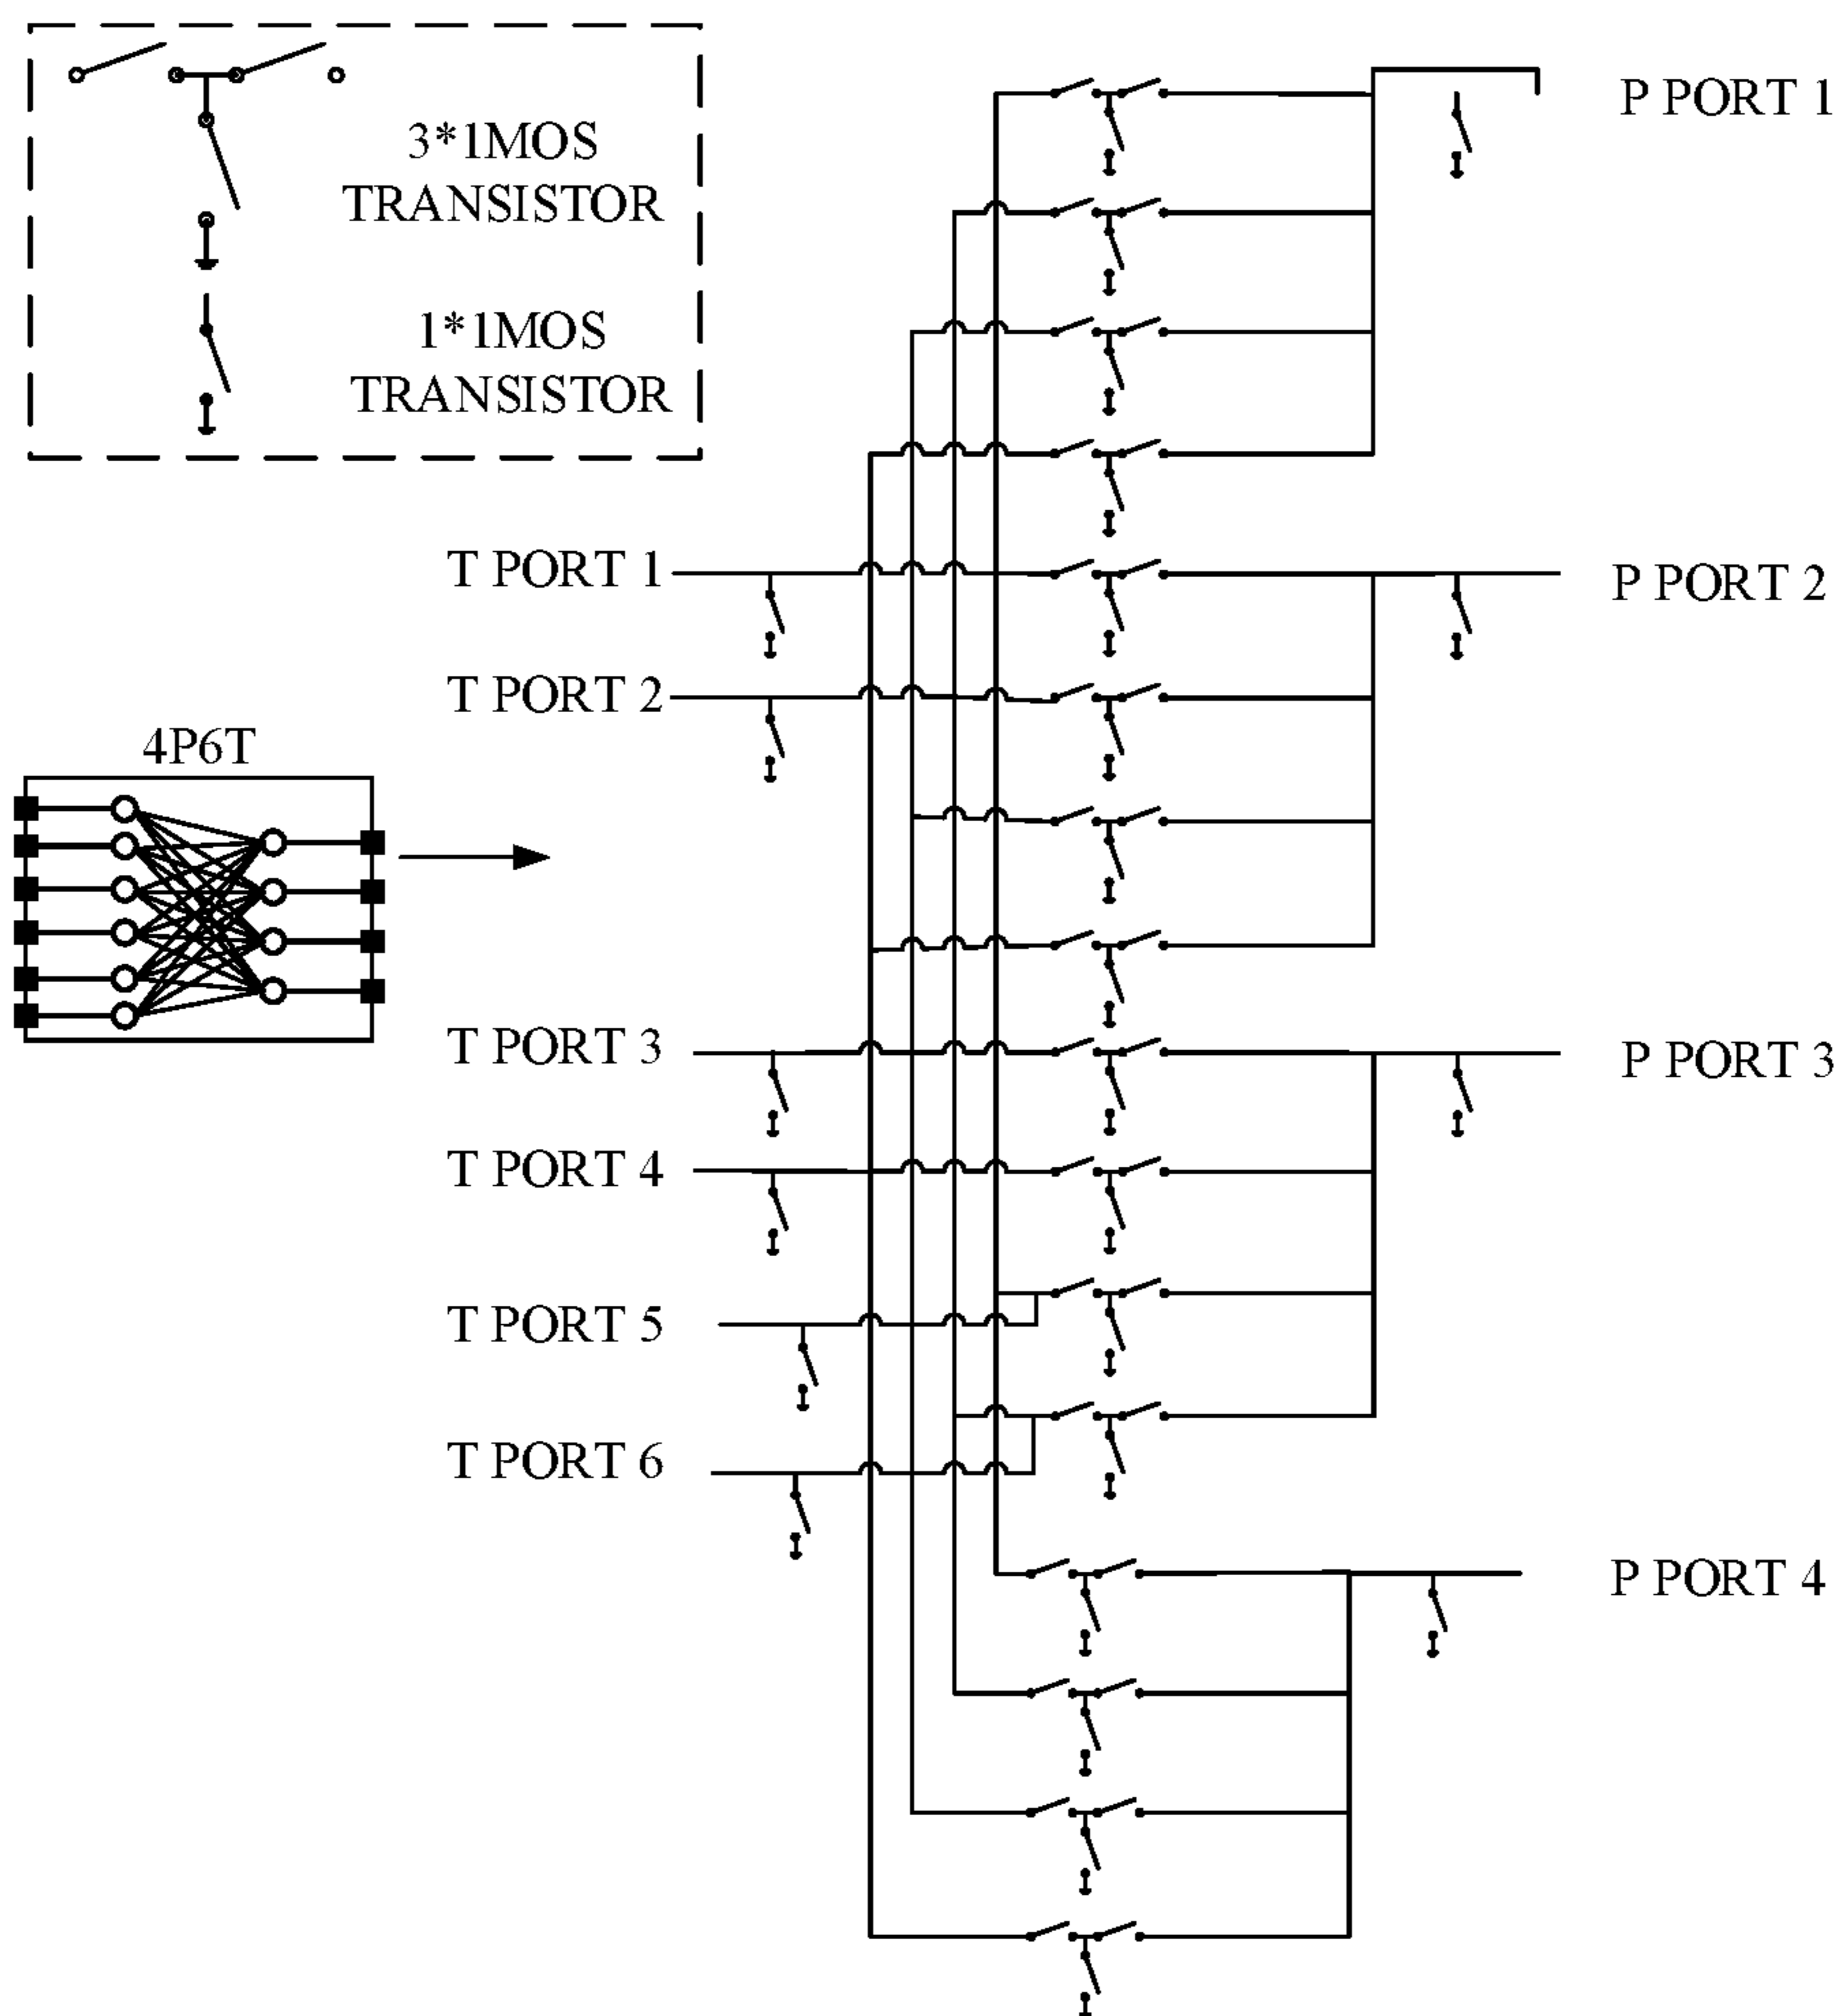 3*1MOS
TRANSISTOR
1*1MOS
TRANSISTOR
P PORT 1
T PORT 1
P PORT 2
T PORT 2
4P6T
T PORT 3
P PORT 3
T PORT 4
T PORT 5
T PORT 6
P PORT 4